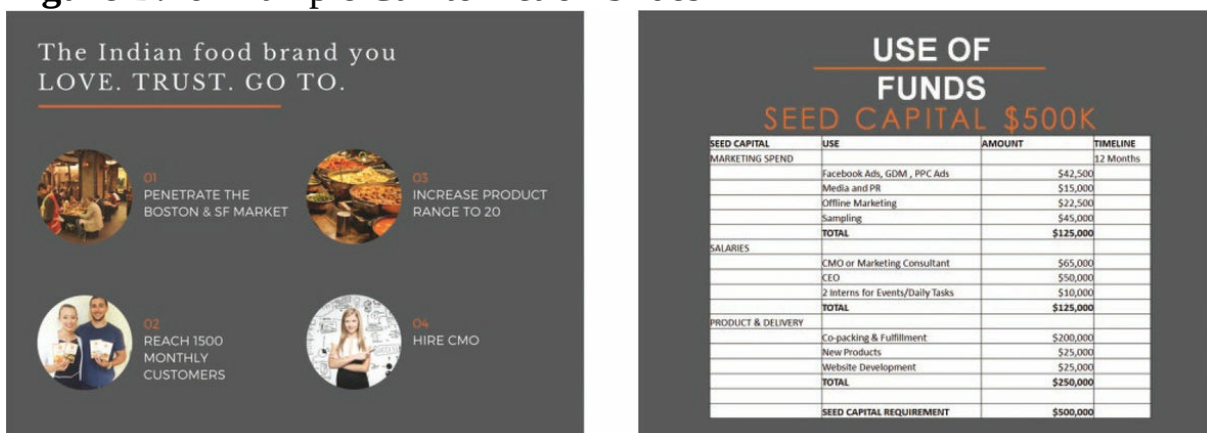 The Indian food brand you
LOVE. TRUST. GO TO.
01
PENETRATE THE
BOSTON & SF MARKET
03
INCREASE PRODUCT
RANGE TO 20
02
REACH 1500
MONTHLY
CUSTOMERS
04
HIRE CMO
USE OF
FUNDS
SEED CAPITAL $500K
SEED CAPITAL USE AMOUNT TIMELINE
MARKETING SPEND 12 Months
Facebook Ads, GDM , PPC Ads $42,500
Media and PR $15,000
Offline Marketing $22,500
Sampling $45,000
TOTAL $125,000
SALARIES
CMO or Marketing Consultant $65,000
CEO $50,000
2 Interns for Events/Daily Tasks $10,000
TOTAL $125,000
PRODUCT & DELIVERY
Co-packing & Fulfillment $200,000
New Products $25,000
Website Development $25,000
TOTAL $250,000
SEED CAPITAL REQUIREMENT $500,000